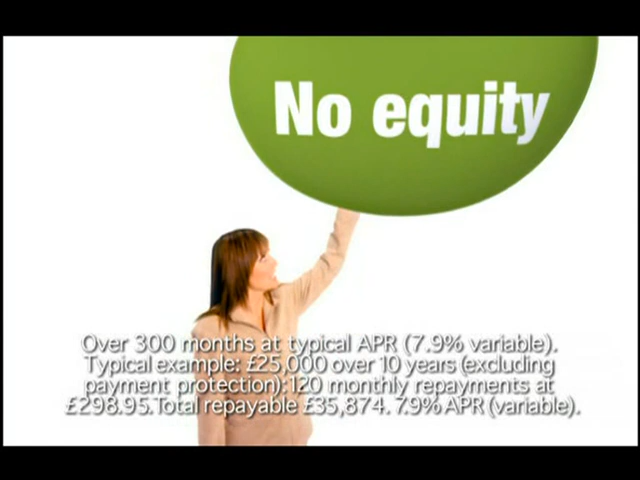 No equity
Over 300 months at typical APR (7.9% variable).
Typical example: £25,000 over 10 years (excluding
payment protection):120 monthly repayments at
£298.95.Total repayable £35,874. 7.9% APR (variable).